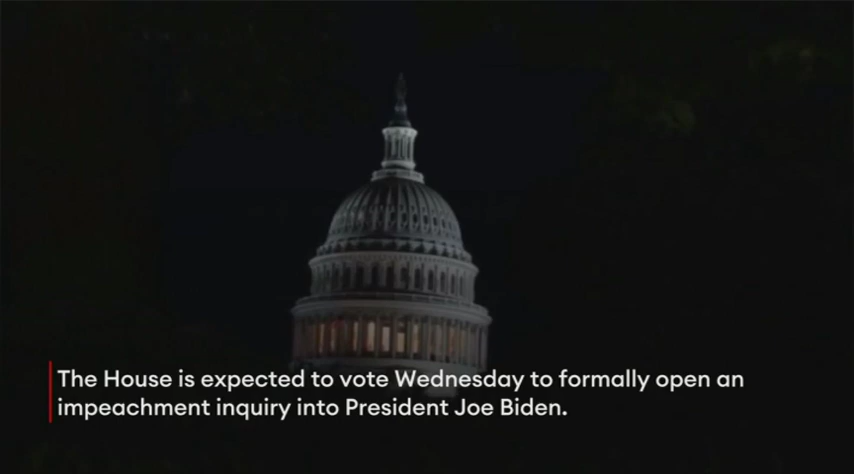 The House is expected to vote Wednesday to formally open an
impeachment inquiry into President Joe Biden.